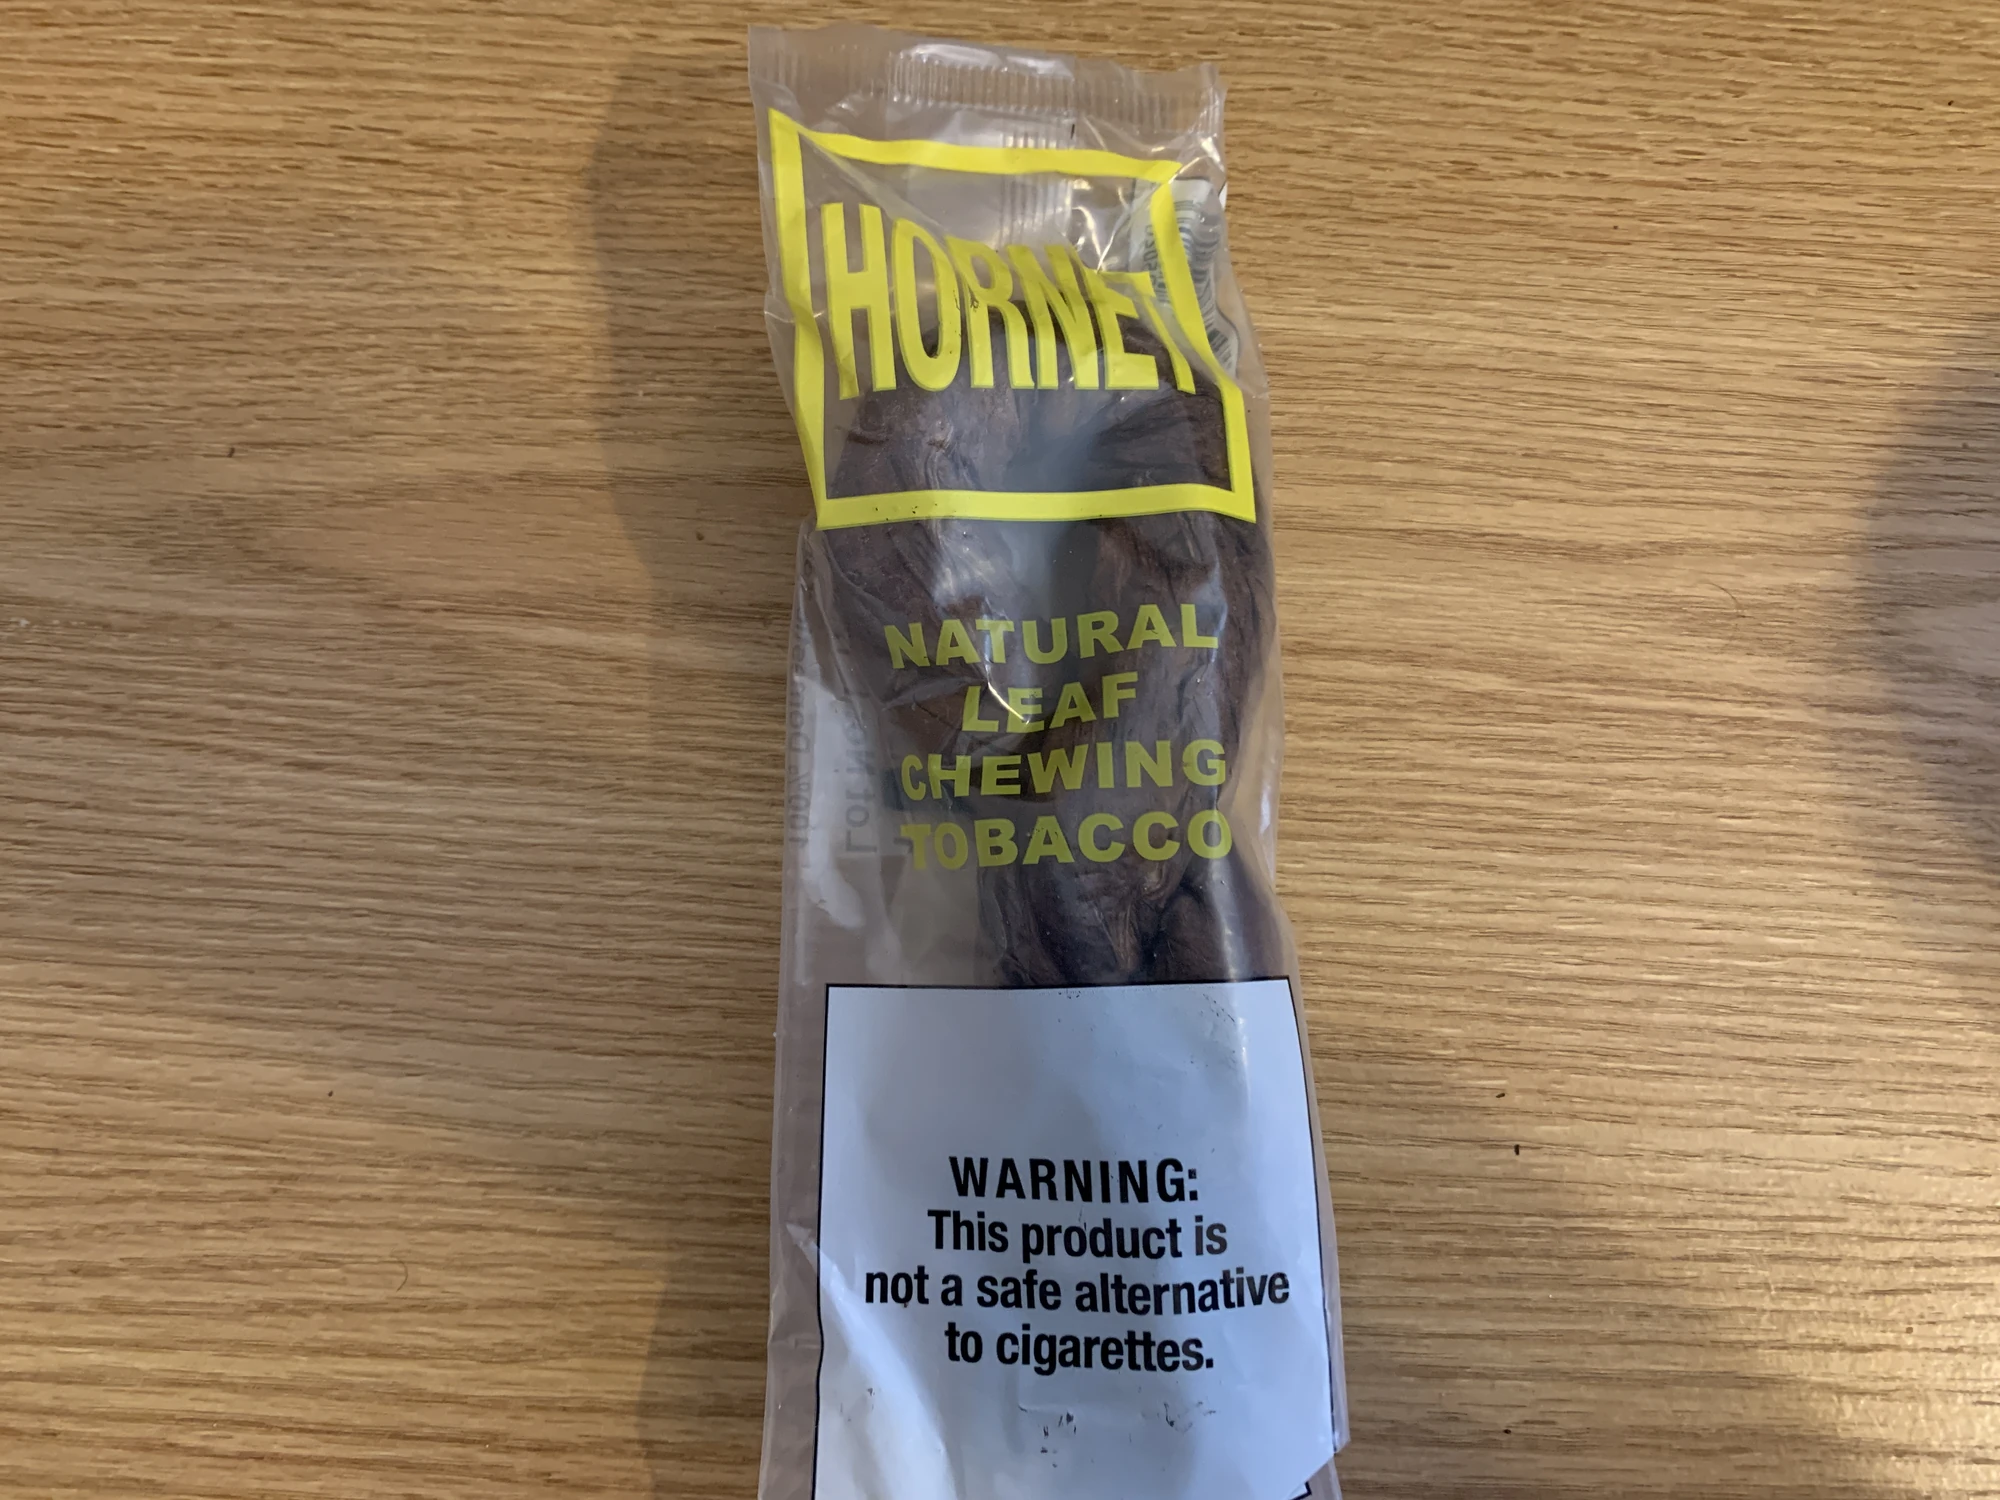 HORNET
NATURAL
LEAF
CHEWING
TOBACCO
WARNING:
This product is
not a safe alternative
to cigarettes.